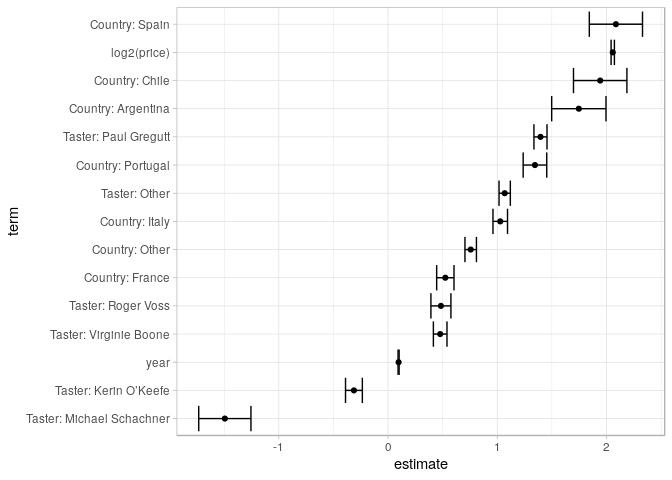 Country: Spain
log2(price)
Country: Chile
Country: Argentina
Taster: Paul Gregutt
Country: Portugal
Taster: Other
Country: Italy
Country: Other
Country: France
Taster: Roger Voss
Taster: Virginie Boone
year
Taster: Kerin O’Keefe
Taster: Michael Schachner
term
-1 0 1 2
estimate